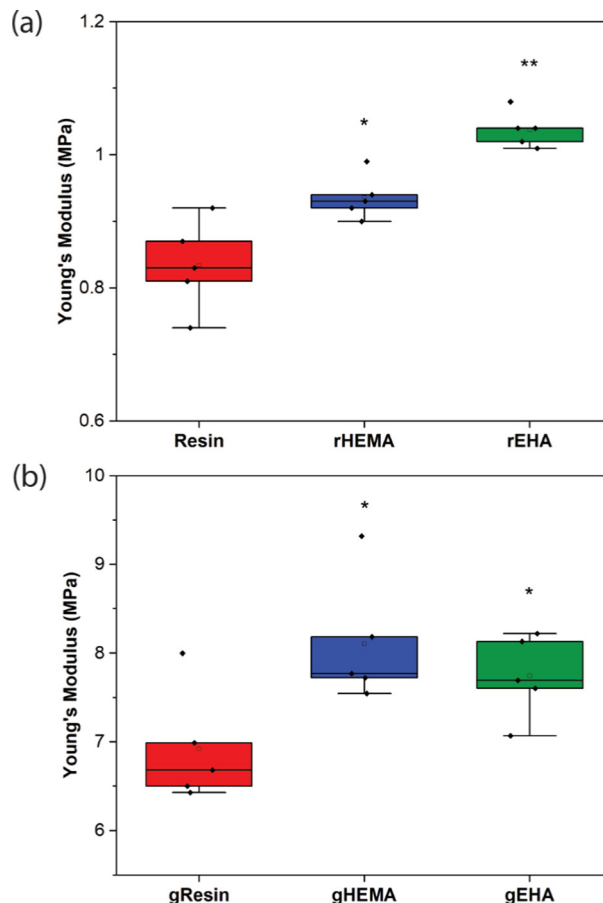 (a)
1.2
*
**
1
0.8
0.6
Young's Modulus (MPa)
Resin rHEMA rEHA
(b)
10
*
9
*
8
7
6
Young's Modulus (MPa)
gResin gHEMA gEHA